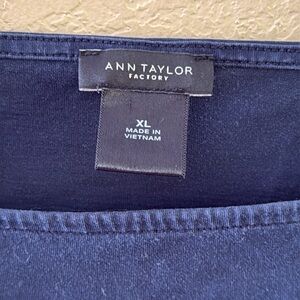 ANN TAYLOR
FACTORY
XL
MADE IN
VIETNAM